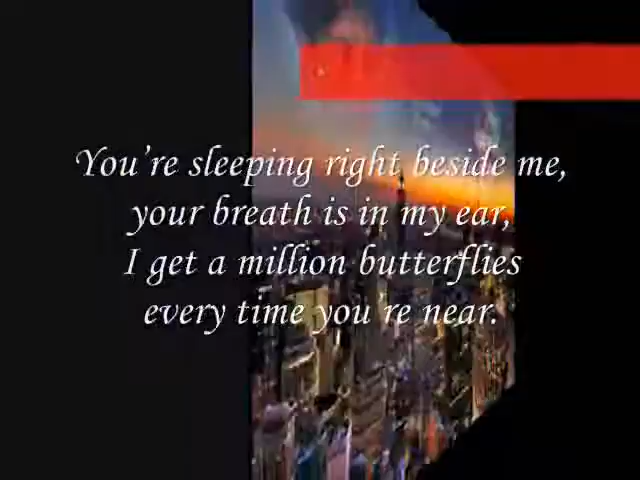 You're sleeping right beside me,
your breath is in my ear,
I get a million butterflies
every time you re near.